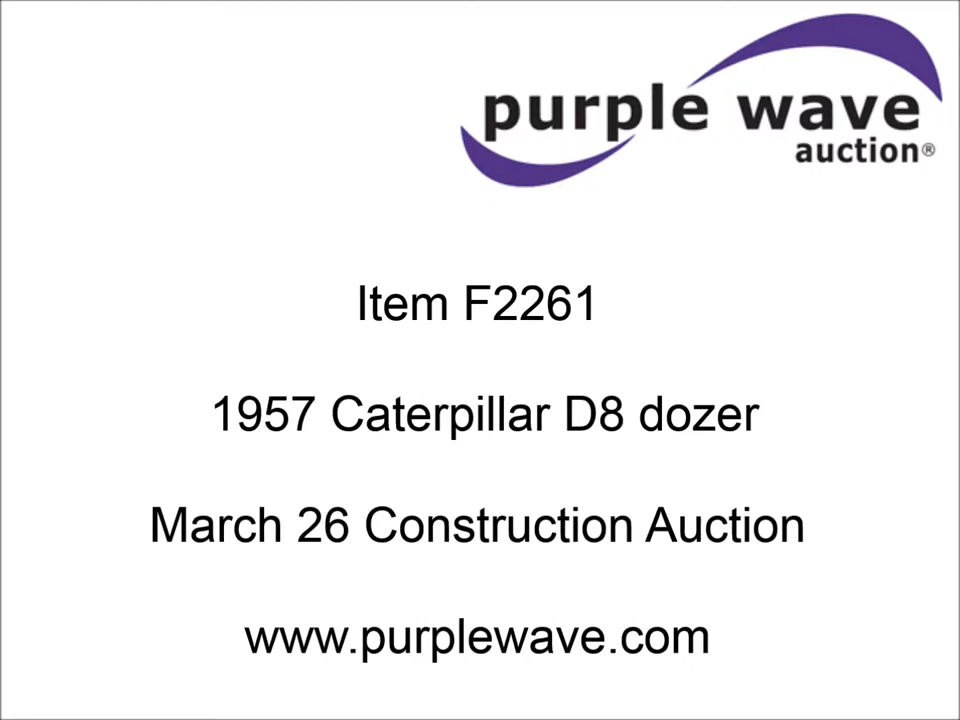 purple wave
auction®
Item F2261
1957 Caterpillar D8 dozer
March 26 Construction Auction
www.purplewave.com